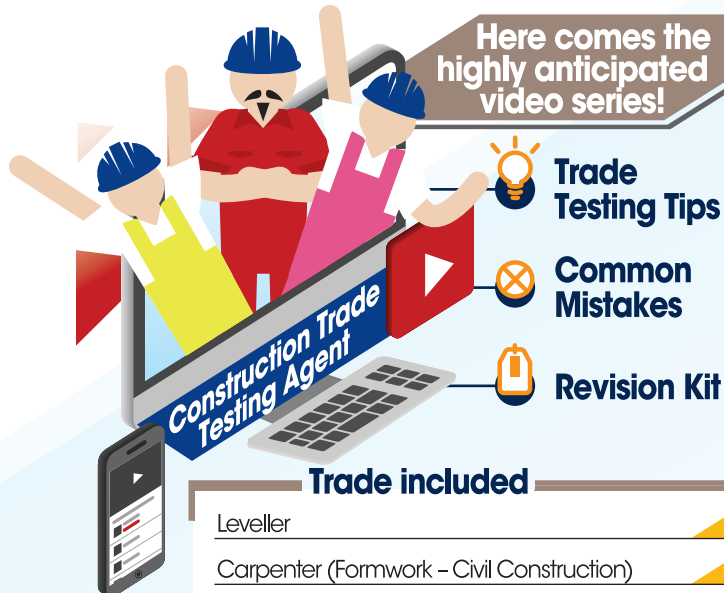 Here comes the
highly anticipated
video series!
Trade
Testing Tips
Common
Mistakes
Revision Kit
Construction Trade
Testing Agent
Trade included
Leveller
Carpenter (Formwork – Civil Construction)